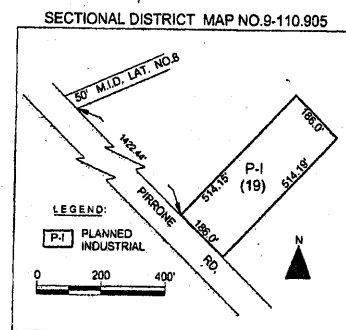 SECTIONAL DISTRICT MAP NO.9-110.905
50' M.I.D. LAT. NO.8
1422.44'
186.0'
P-I
(19)
514.15'
514.19'
186.0'
PIRRONE
RD.
LEGEND:
P-I PLANNED
INDUSTRIAL
N
0 200 400'